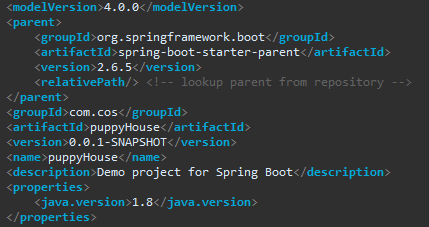 <modelVersion>4.0.0</modelVersion>
<parent>
    <groupId>org.springframework.boot</groupId>
    <artifactId>spring-boot-starter-parent</artifactId>
    <version>2.6.5</version>
    <relativePath/> <!-- lookup parent from repository -->
</parent>
<groupId>com.cos</groupId>
<artifactId>puppyHouse</artifactId>
<version>0.0.1-SNAPSHOT</version>
<name>puppyHouse</name>
<description>Demo project for Spring Boot</description>
<properties>
    <java.version>1.8</java.version>
</properties>